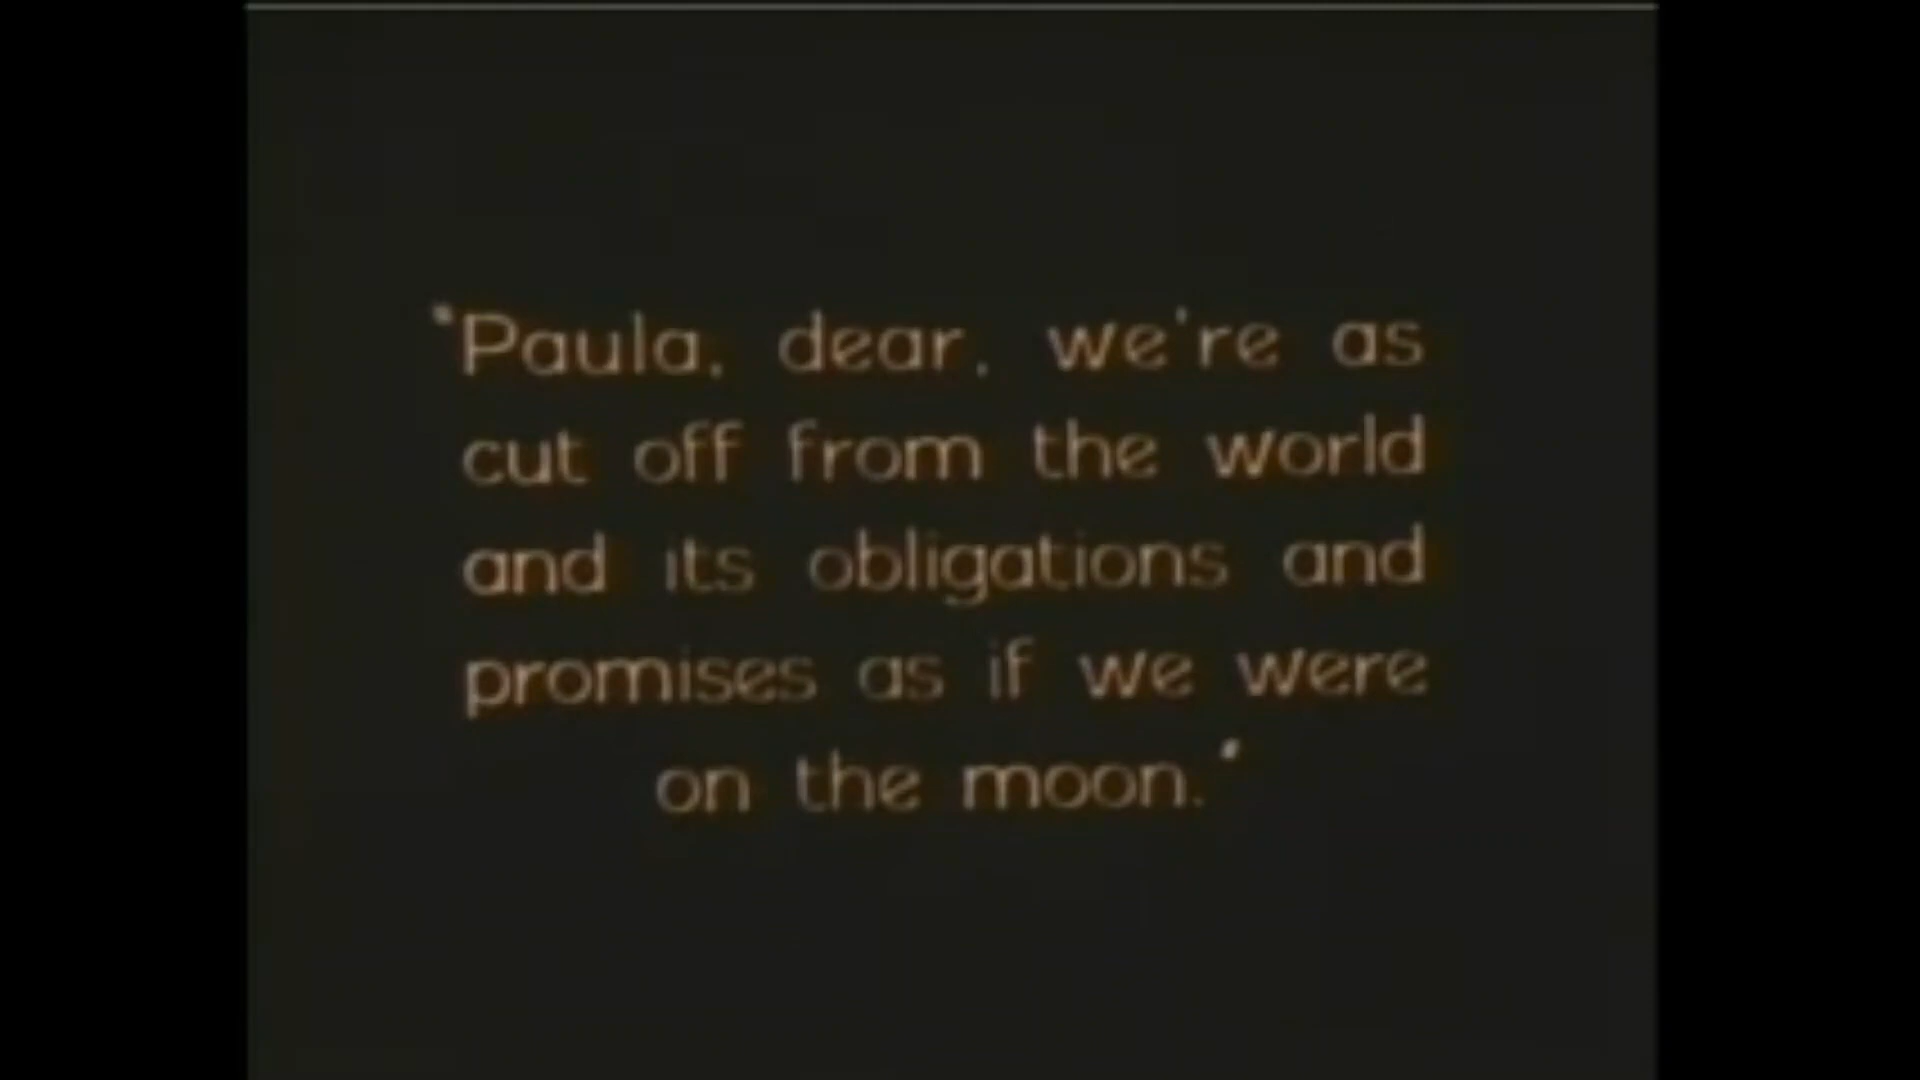 "Paula, dear, we're as
cut off from the world
and its obligations and
promises as if we were
on the moon."